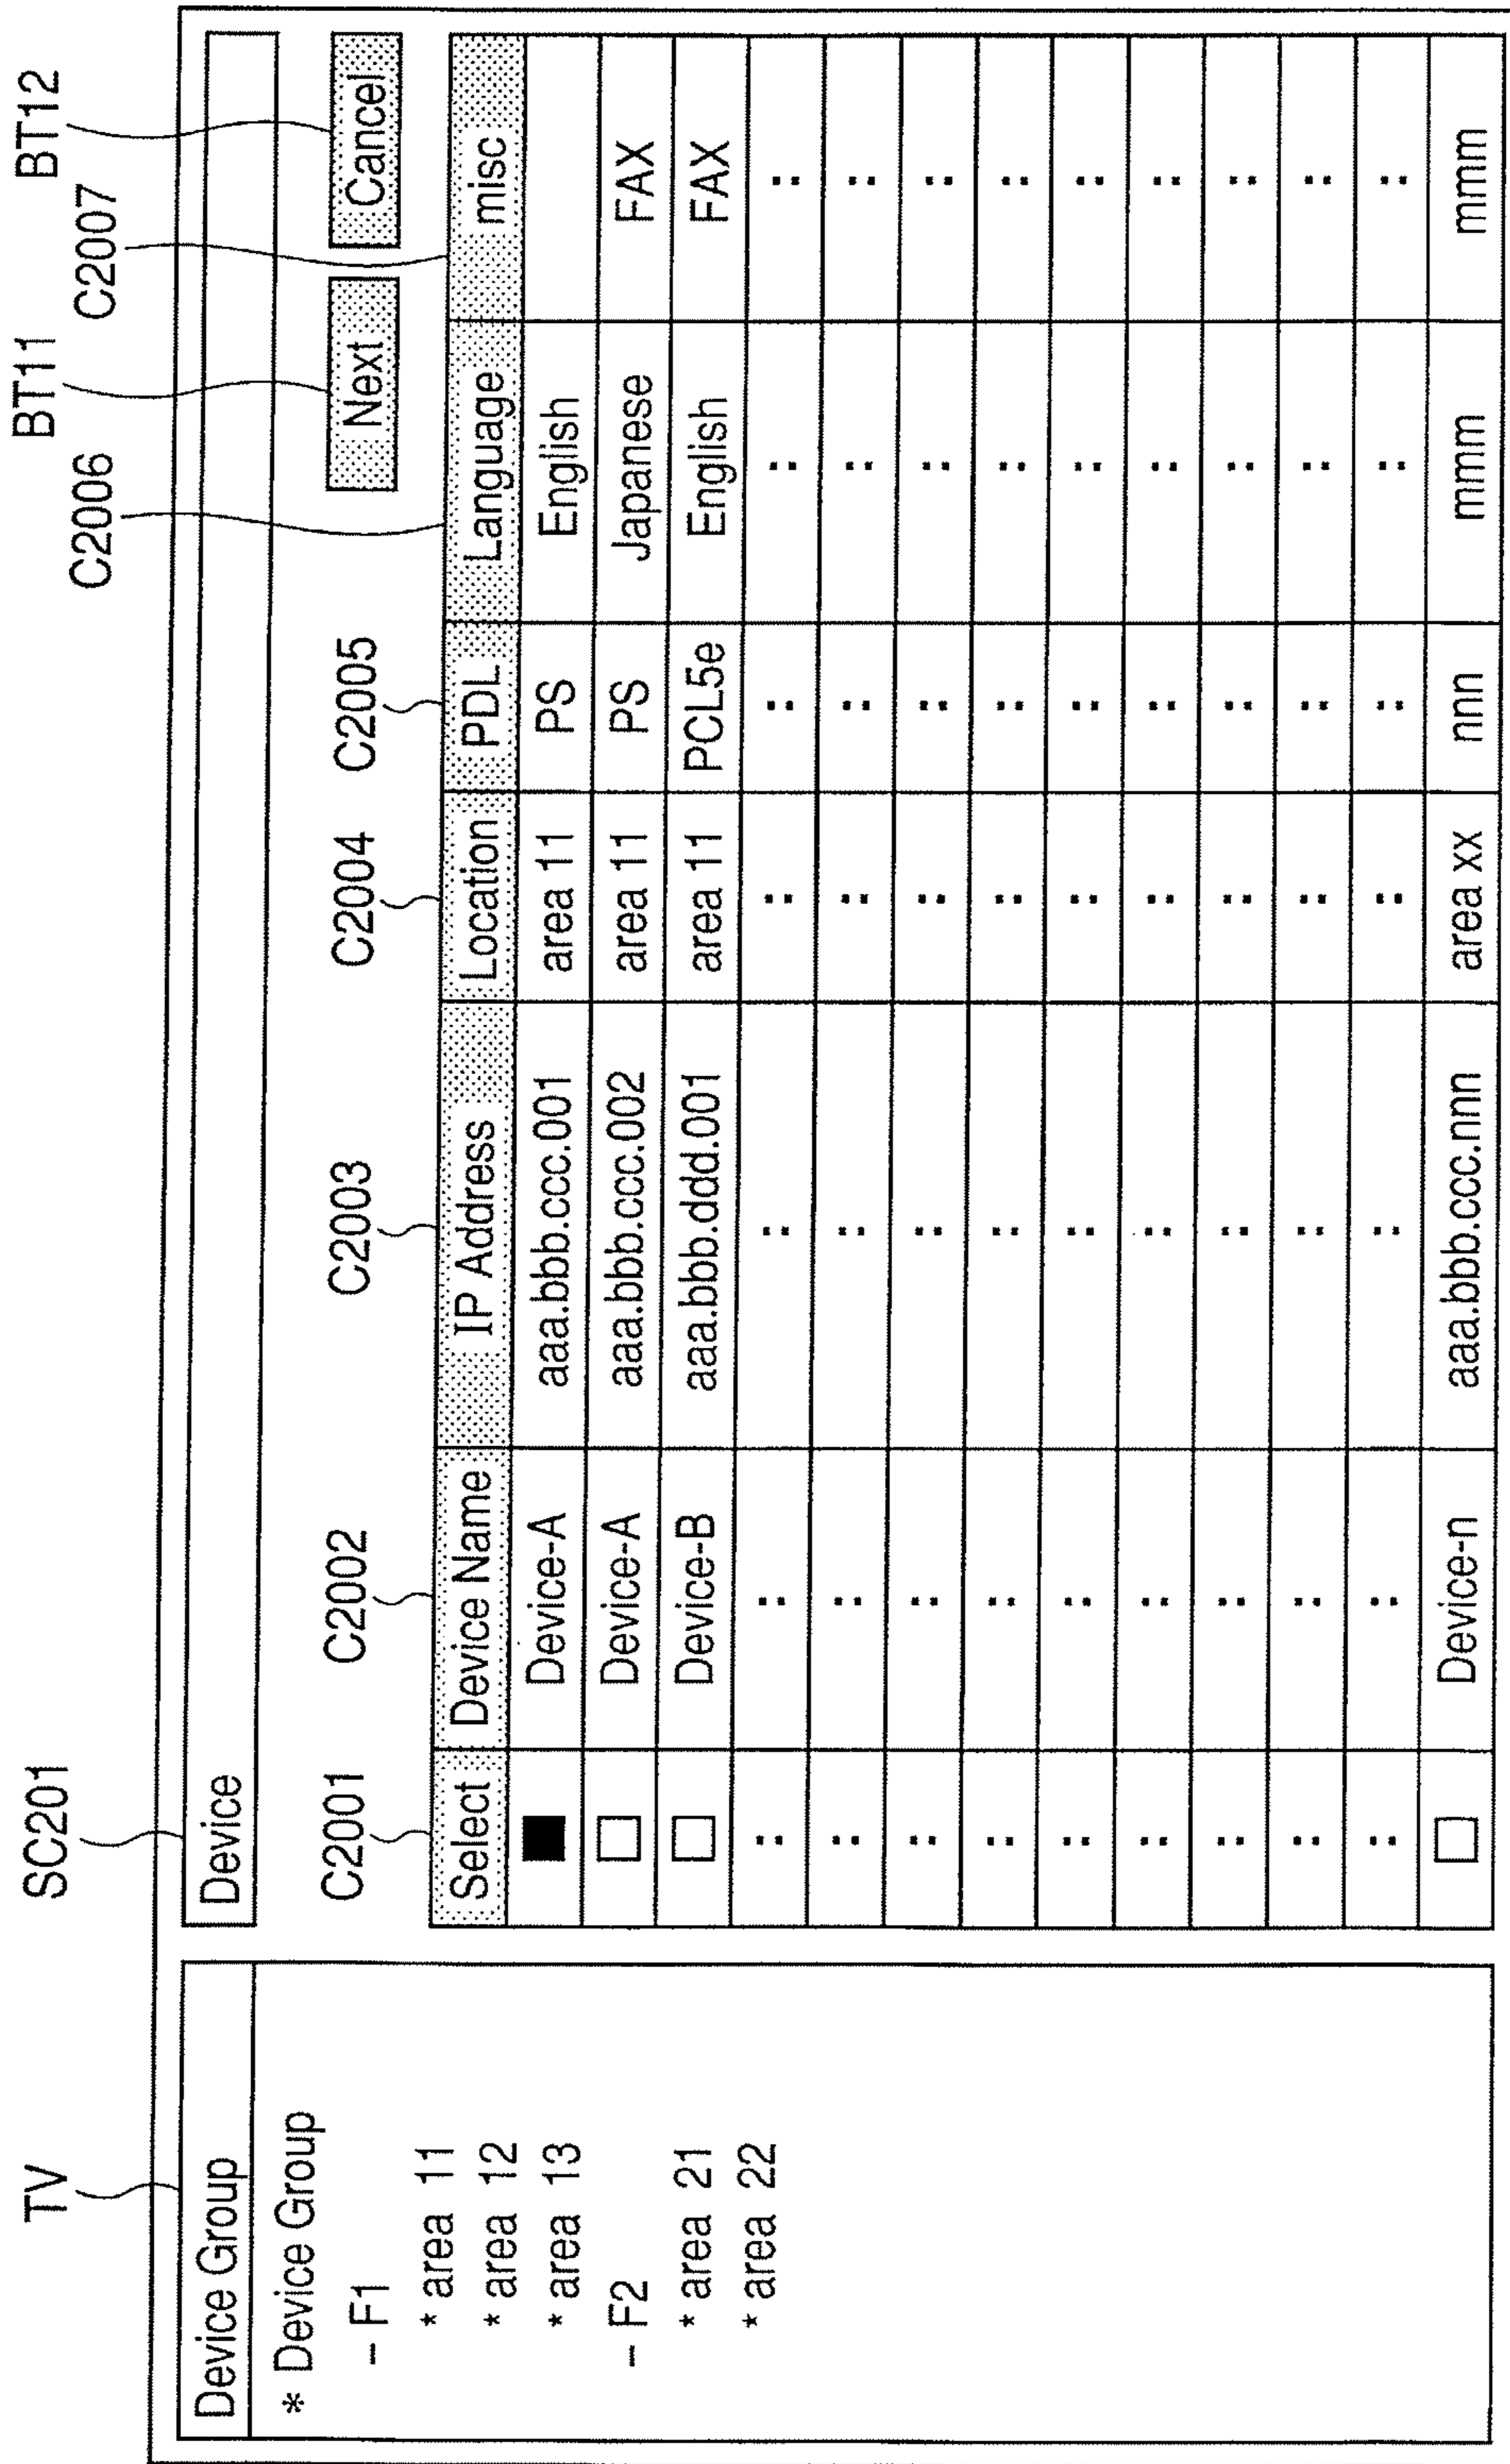 TV
SC201
BT11
BT12
C2006
C2007
Device Group
* Device Group
– F1
* area 11
* area 12
* area 13
– F2
* area 21
* area 22
Device
Next
Cancel
C2001
C2002
C2003
C2004
C2005
Select Device Name IP Address Location PDL Language misc
■ Device-A aaa.bbb.ccc.001 area 11 PS English
□ Device-A aaa.bbb.ccc.002 area 11 PS Japanese FAX
□ Device-B aaa.bbb.ddd.001 area 11 PCL5e English FAX
: : : : : : :
: : : : : : :
: : : : : : :
: : : : : : :
: : : : : : :
: : : : : : :
: : : : : : :
: : : : : : :
: : : : : : :
□ Device-n aaa.bbb.ccc.nnn area xx nnn mmm mmm